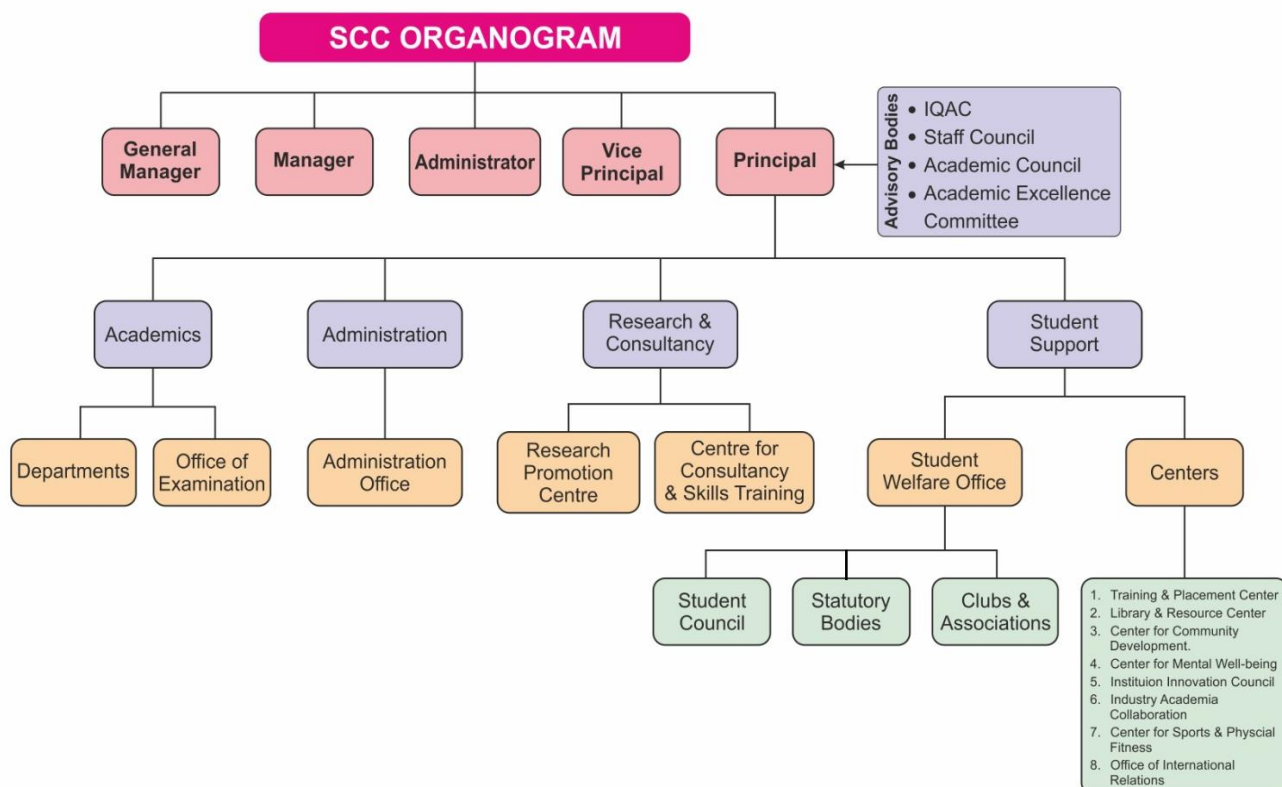 SCC ORGANOGRAM
General
Manager
Manager
Administrator
Vice
Principal
Principal
Advisory Bodies
• IQAC
• Staff Council
• Academic Council
• Academic Excellence
Committee
Academics
Administration
Research &
Consultancy
Student
Support
Departments
Office of
Examination
Administration
Office
Research
Promotion
Centre
Centre for
Consultancy
& Skills Training
Student
Welfare Office
Centers
Student
Council
Statutory
Bodies
Clubs &
Associations
1. Training & Placement Center
2. Library & Resource Center
3. Center for Community
Development.
4. Center for Mental Well-being
5. Instituion Innovation Council
6. Industry Academia
Collaboration
7. Center for Sports & Physcial
Fitness
8. Office of International
Relations